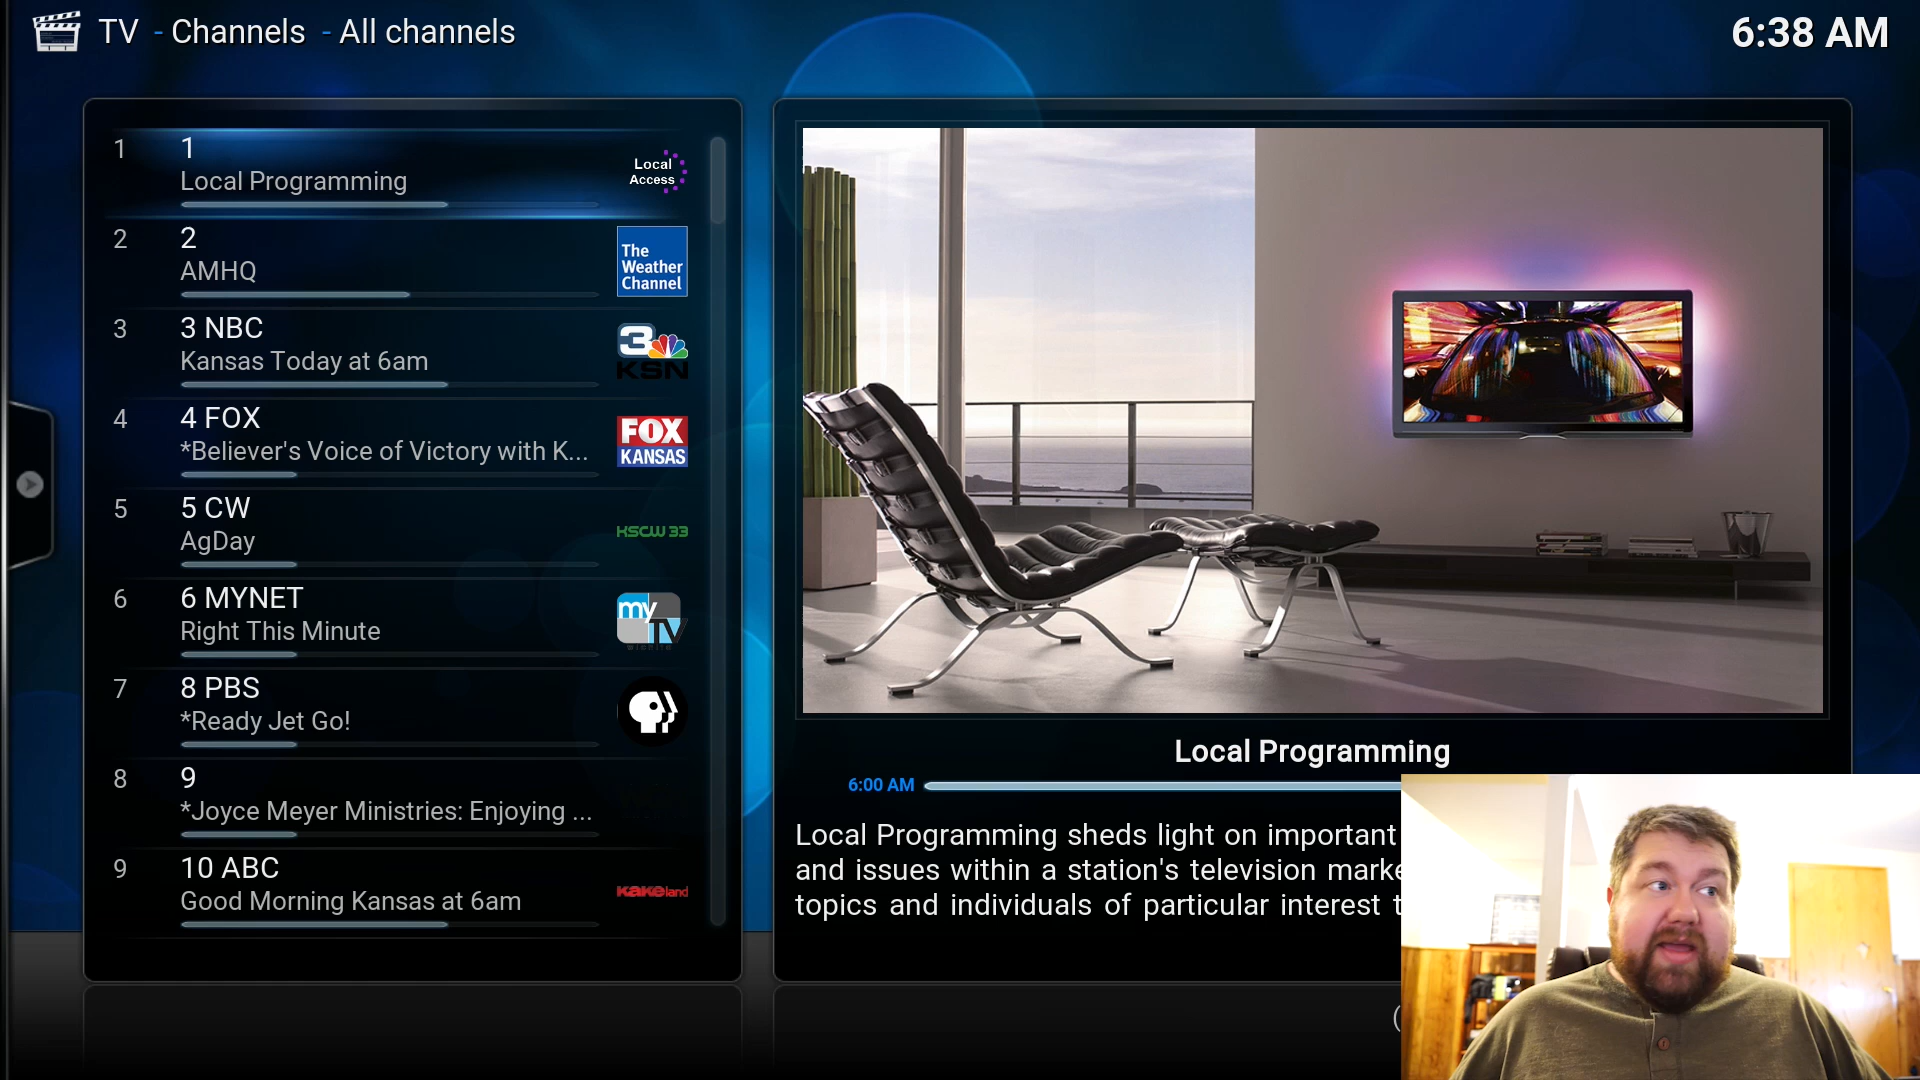 TV - Channels - All channels
6:38 AM
1 1
Local Programming
Local
Access
2 2
AMHQ
The
Weather
Channel
3 3 NBC
Kansas Today at 6am
3
KSN
4 4 FOX
*Believer's Voice of Victory with K...
FOX
KANSAS
5 5 CW
AgDay
KSCW 33
6 6 MYNET
Right This Minute
my
TV
wichita
7 8 PBS
*Ready Jet Go!
8 9
*Joyce Meyer Ministries: Enjoying ...
9 10 ABC
Good Morning Kansas at 6am
KAKEland
Local Programming
6:00 AM
Local Programming sheds light on important
and issues within a station's television marke
topics and individuals of particular interest t
(